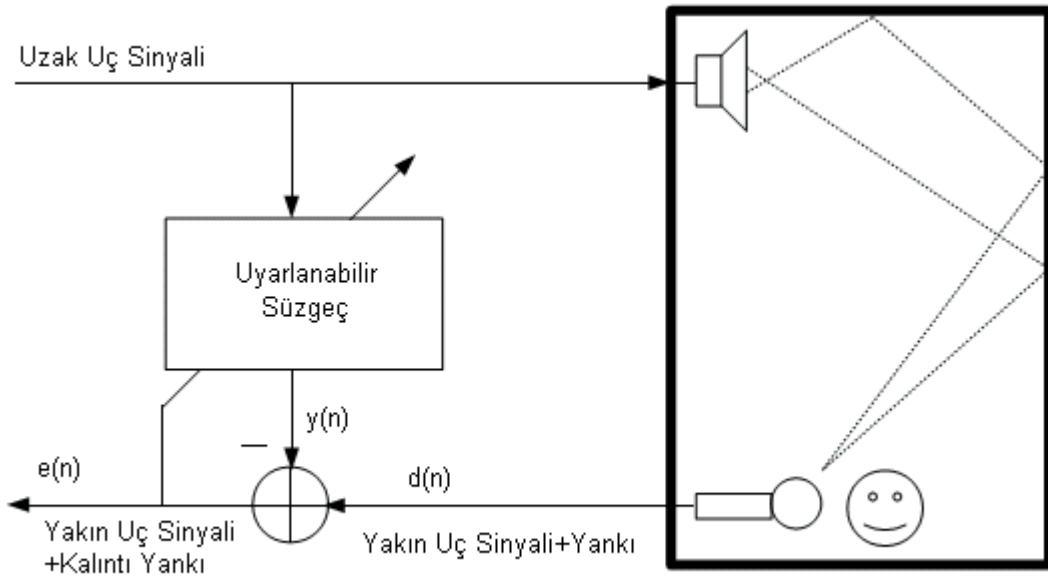 Uzak Uç Sinyali
Uyarlanabilir
Süzgeç
y(n)
—
e(n)
d(n)
Yakın Uç Sinyali
+Kalıntı Yankı
Yakın Uç Sinyali+Yankı